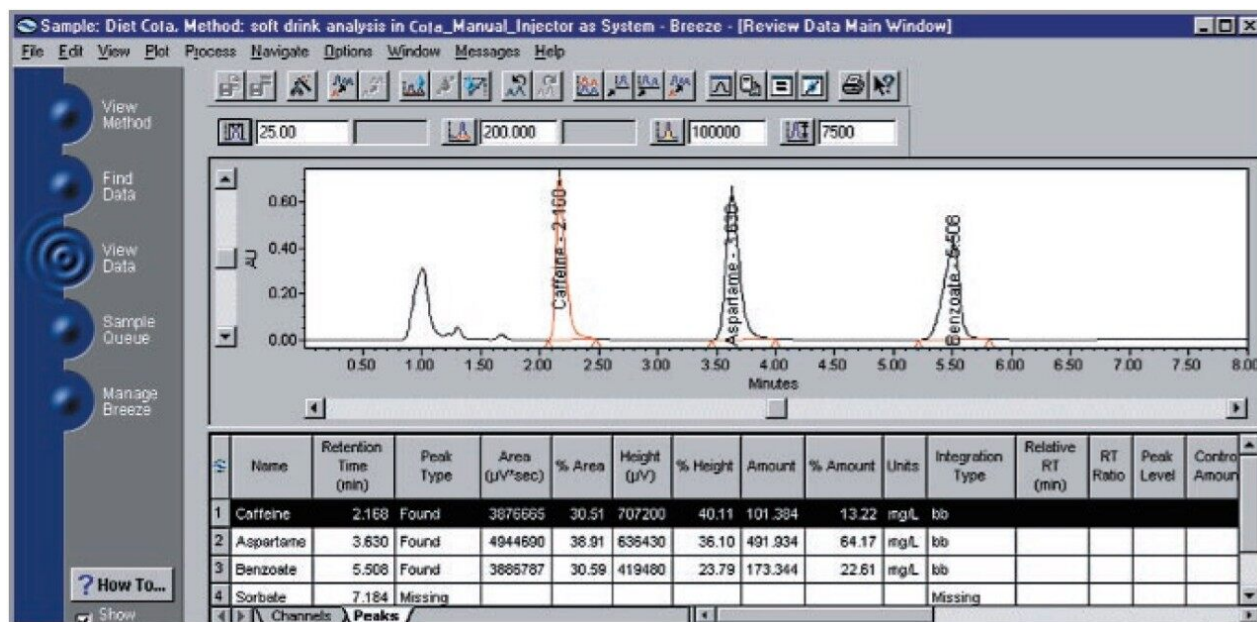 Sample: Diet Cola, Method: soft drink analysis in Cola_Manual_Injector as System - Breeze - [Review Data Main Window]
File Edit View Plot Process Navigate Options Window Messages Help
View Method
Find Data
View Data
Sample Queue
Manage Breeze
? How To...
Show
25.00 200.000 100000 7500
AU
0.60
0.40
0.20
0.00
Caffeine - 2.168
Aspartame - 3.630
Benzoate - 5.508
0.50 1.00 1.50 2.00 2.50 3.00 3.50 4.00 4.50 5.00 5.50 6.00 6.50 7.00 7.50 8.00
Minutes
Name Retention Time (min) Peak Type Area (µV*sec) % Area Height (µV) % Height Amount % Amount Units Integration Type Relative RT (min) RT Ratio Peak Level Contro Amoun
1 Caffeine 2.168 Found 3876665 30.51 707200 40.11 101.384 13.22 mg/L bb
2 Aspartame 3.630 Found 4944690 38.91 636430 36.10 491.934 64.17 mg/L bb
3 Benzoate 5.508 Found 3886787 30.59 419480 23.79 173.344 22.61 mg/L bb
4 Sorbate 7.184 Missing Missing
Channels Peaks